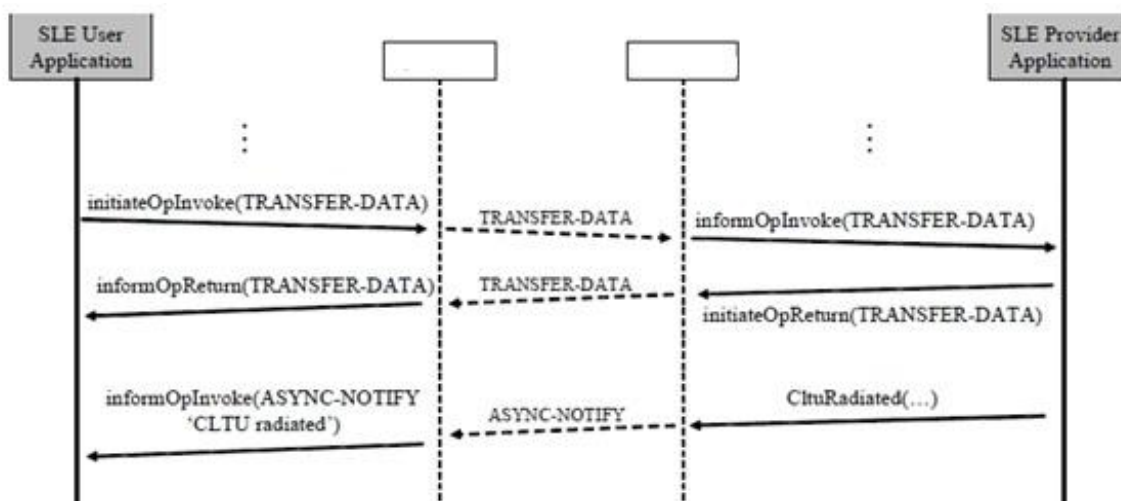 SLE User
Application
SLE Provider
Application
initiateOpInvoke(TRANSFER-DATA)
TRANSFER-DATA
informOpInvoke(TRANSFER-DATA)
informOpReturn(TRANSFER-DATA)
TRANSFER-DATA
initiateOpReturn(TRANSFER-DATA)
informOpInvoke(ASYNC-NOTIFY
‘CLTU radiated’)
ASYNC-NOTIFY
CltuRadiated(…)